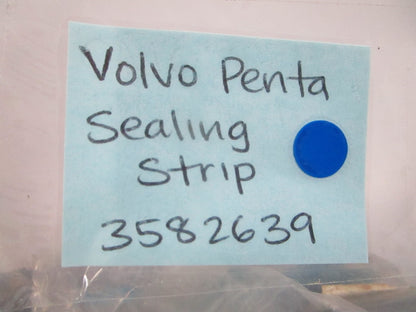 Volvo Penta
Sealing
Strip
3582639